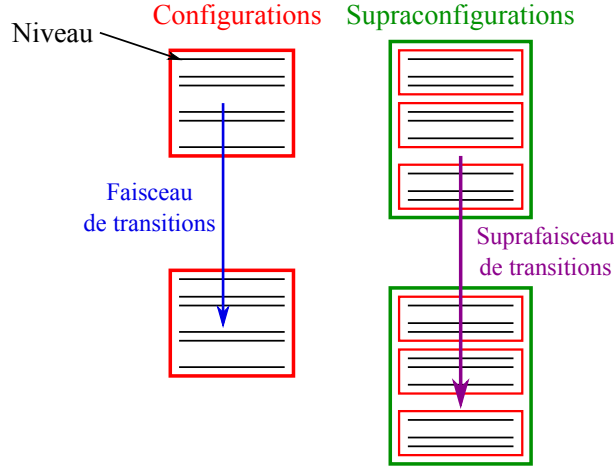 Configurations
Supraconfigurations
Niveau
Faisceau
de transitions
Suprafaisceau
de transitions